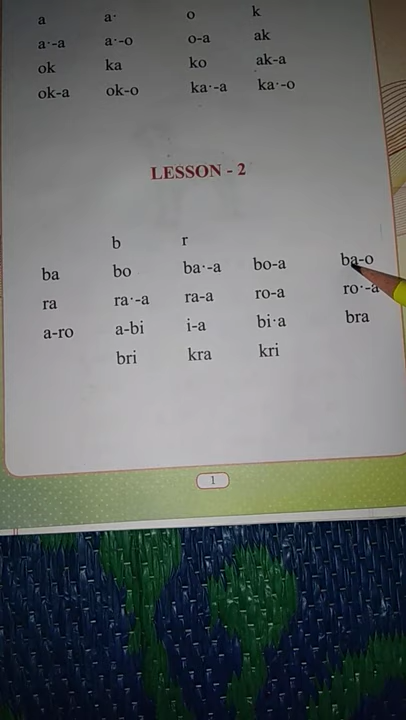 a a· o k
a·-a a·-o o-a ak
ok ka ko ak-a
ok-a ok-o ka·-a ka·-o
LESSON - 2
b r
ba bo ba·-a bo-a ba-o
ra ra·-a ra-a ro-a ro·-a
a-ro a-bi i-a bi·a bra
bri kra kri
1